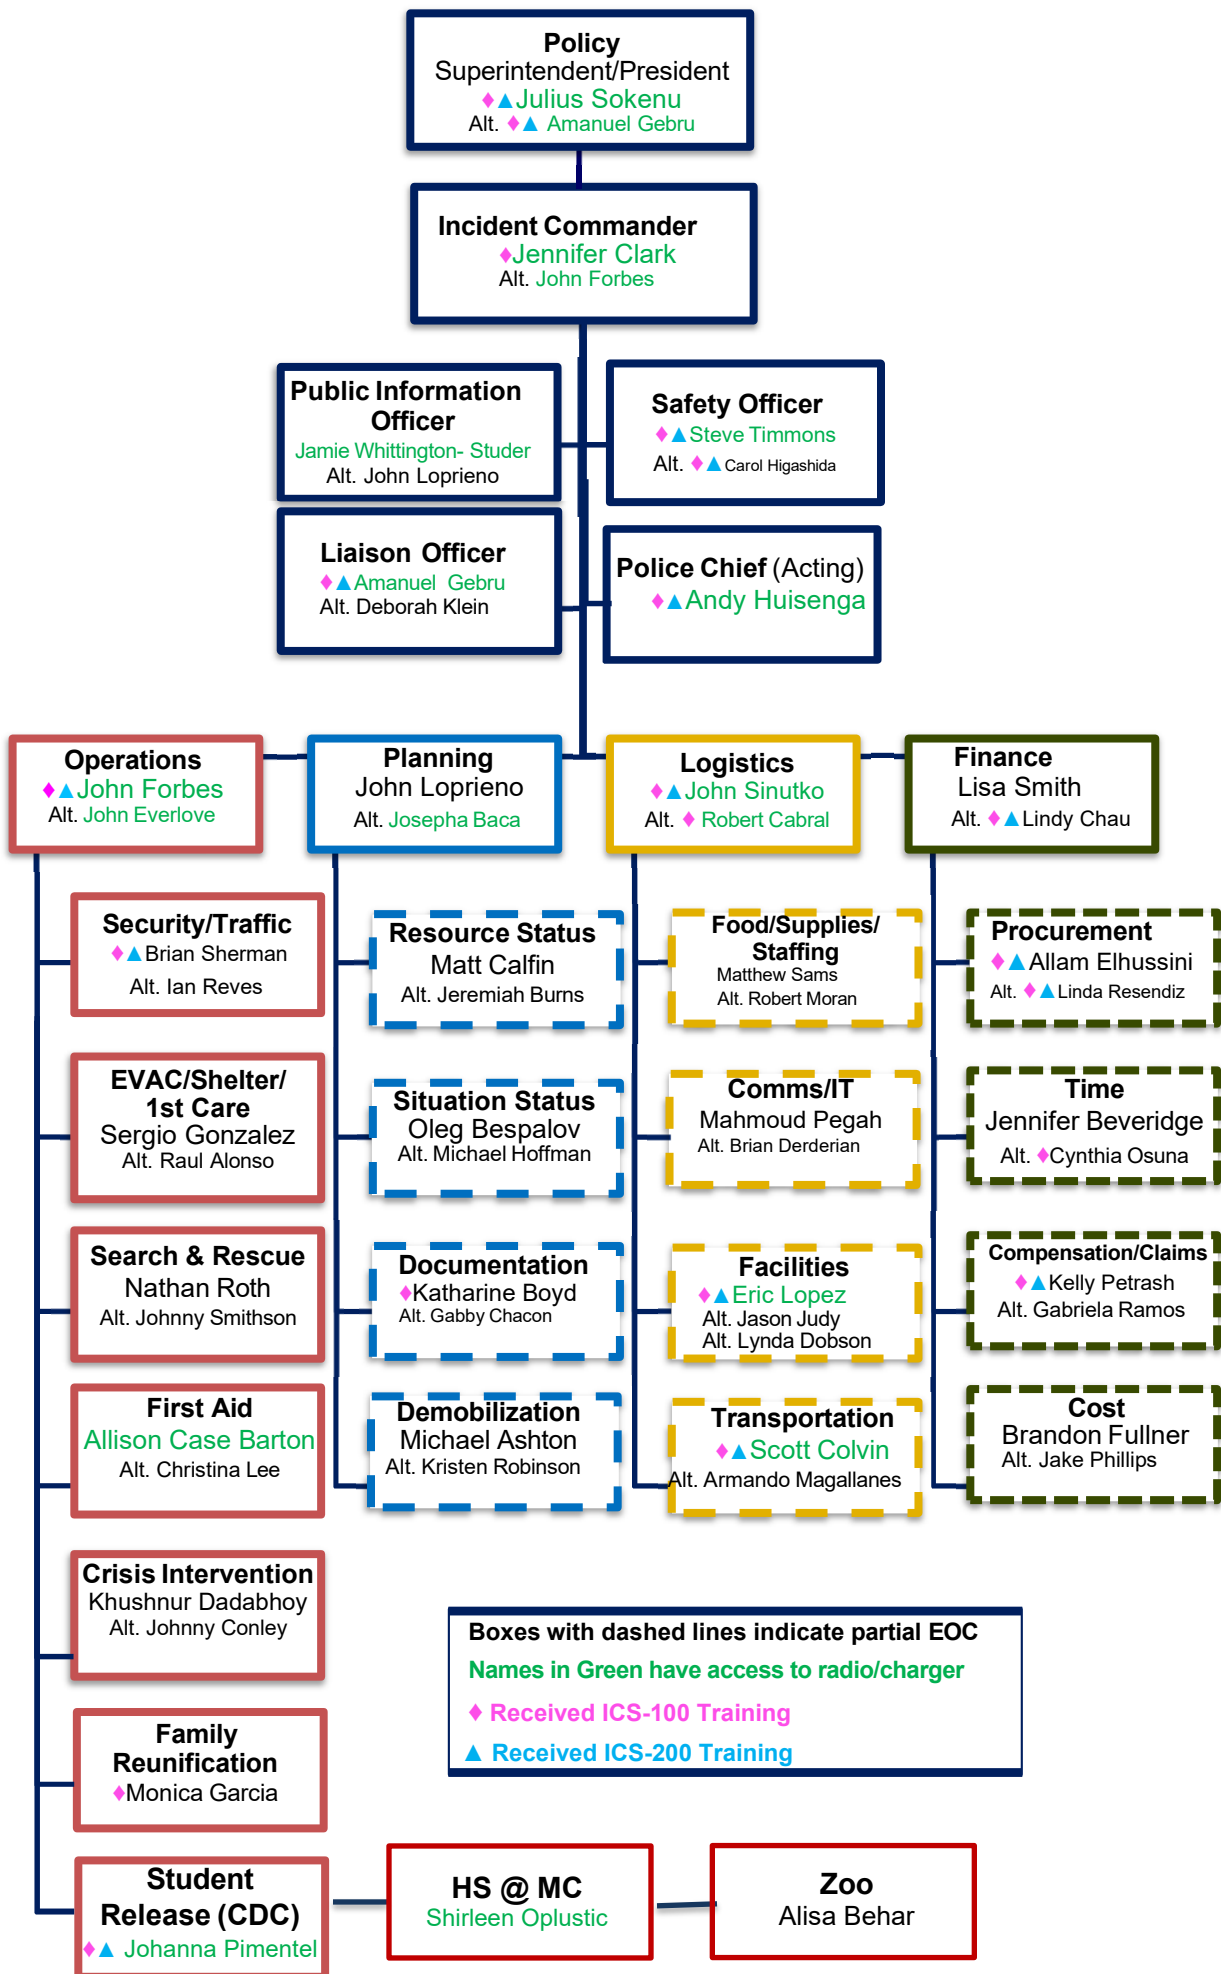 Policy
Superintendent/President
♦▲Julius Sokenu
Alt. ♦▲ Amanuel Gebru
Incident Commander
♦Jennifer Clark
Alt. John Forbes
Public Information
Officer
Jamie Whittington- Studer
Alt. John Loprieno
Safety Officer
♦▲Steve Timmons
Alt. ♦▲Carol Higashida
Liaison Officer
♦▲Amanuel Gebru
Alt. Deborah Klein
Police Chief (Acting)
♦▲Andy Huisenga
Operations
♦▲John Forbes
Alt. John Everlove
Planning
John Loprieno
Alt. Josepha Baca
Logistics
♦▲John Sinutko
Alt. ♦ Robert Cabral
Finance
Lisa Smith
Alt. ♦▲Lindy Chau
Security/Traffic
♦▲Brian Sherman
Alt. Ian Reves
EVAC/Shelter/
1st Care
Sergio Gonzalez
Alt. Raul Alonso
Search & Rescue
Nathan Roth
Alt. Johnny Smithson
First Aid
Allison Case Barton
Alt. Christina Lee
Crisis Intervention
Khushnur Dadabhoy
Alt. Johnny Conley
Family
Reunification
♦Monica Garcia
Student
Release (CDC)
♦▲ Johanna Pimentel
HS @ MC
Shirleen Oplustic
Zoo
Alisa Behar
Resource Status
Matt Calfin
Alt. Jeremiah Burns
Situation Status
Oleg Bespalov
Alt. Michael Hoffman
Documentation
♦Katharine Boyd
Alt. Gabby Chacon
Demobilization
Michael Ashton
Alt. Kristen Robinson
Food/Supplies/
Staffing
Matthew Sams
Alt. Robert Moran
Comms/IT
Mahmoud Pegah
Alt. Brian Derderian
Facilities
♦▲Eric Lopez
Alt. Jason Judy
Alt. Lynda Dobson
Transportation
♦▲Scott Colvin
Alt. Armando Magallanes
Procurement
♦▲Allam Elhussini
Alt. ♦▲Linda Resendiz
Time
Jennifer Beveridge
Alt. ♦Cynthia Osuna
Compensation/Claims
♦▲Kelly Petrash
Alt. Gabriela Ramos
Cost
Brandon Fullner
Alt. Jake Phillips
Boxes with dashed lines indicate partial EOC
Names in Green have access to radio/charger
♦ Received ICS-100 Training
▲ Received ICS-200 Training